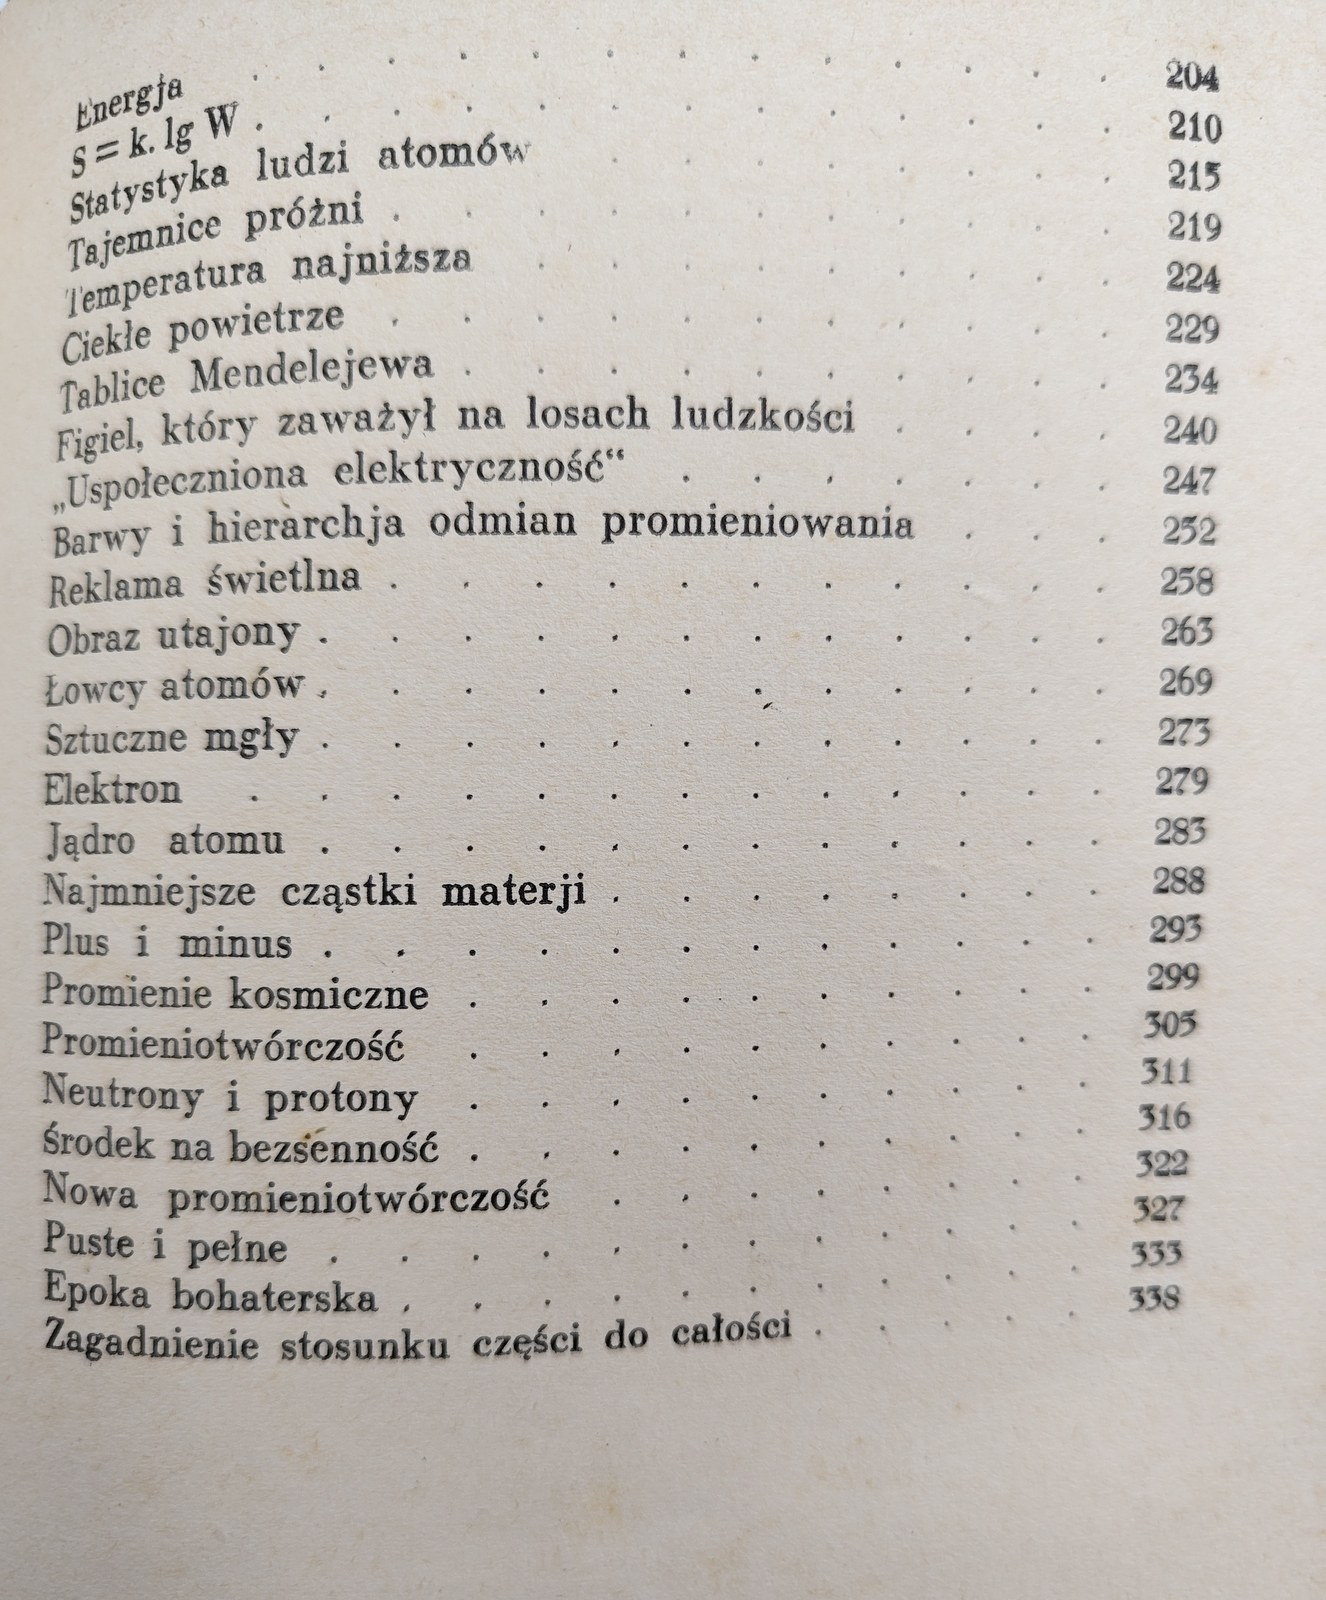 Energja . . . . . . . . . . . . . 204
S = k. lg W . . . . . . . . . . . . . 210
Statystyka ludzi atomów . . . . . . . . 215
Tajemnice próżni . . . . . . . . . . . 219
Temperatura najniższa . . . . . . . . . 224
Ciekłe powietrze . . . . . . . . . . . 229
Tablice Mendelejewa . . . . . . . . . . 234
Figiel, który zaważył na losach ludzkości . . . . 240
„Uspołeczniona elektryczność“ . . . . . . . 247
Barwy i hierarchja odmian promieniowania . . . 252
Reklama świetlna . . . . . . . . . . . 258
Obraz utajony . . . . . . . . . . . . 263
Łowcy atomów . . . . . . . . . . . . 269
Sztuczne mgły . . . . . . . . . . . . 273
Elektron . . . . . . . . . . . . . 279
Jądro atomu . . . . . . . . . . . . 283
Najmniejsze cząstki materji . . . . . . . . 288
Plus i minus . . . . . . . . . . . . 293
Promienie kosmiczne . . . . . . . . . . 299
Promieniotwórczość . . . . . . . . . . 305
Neutrony i protony . . . . . . . . . . 311
Środek na bezsenność . . . . . . . . . . 316
Nowa promieniotwórczość . . . . . . . . 322
Puste i pełne . . . . . . . . . . . . 327
Epoka bohaterska . . . . . . . . . . . 333
Zagadnienie stosunku części do całości . . . . . 338